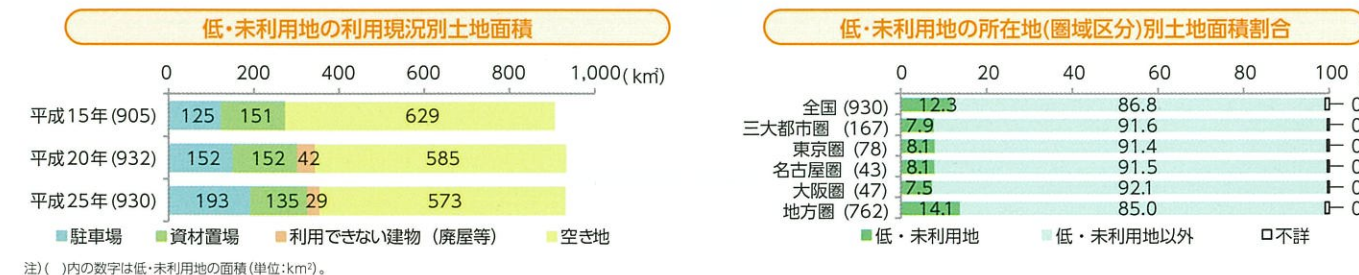 低・未利用地の利用現況別土地面積
0 200 400 600 800 1,000(k㎡)
平成15年(905) 125 151 629
平成20年(932) 152 152 42 585
平成25年(930) 193 135 29 573
駐車場 資材置場 利用できない建物（廃屋等） 空き地
注)( )内の数字は低・未利用地の面積(単位:km²)。
低・未利用地の所在地(圏域区分)別土地面積割合
0 20 40 60 80 100
全国(930) 12.3 86.8
三大都市圏 (167) 7.9 91.6
東京圏 (78) 8.1 91.4
名古屋圏 (43) 8.1 91.5
大阪圏 (47) 7.5 92.1
地方圏 (762) 14.1 85.0
低・未利用地 低・未利用地以外 不詳